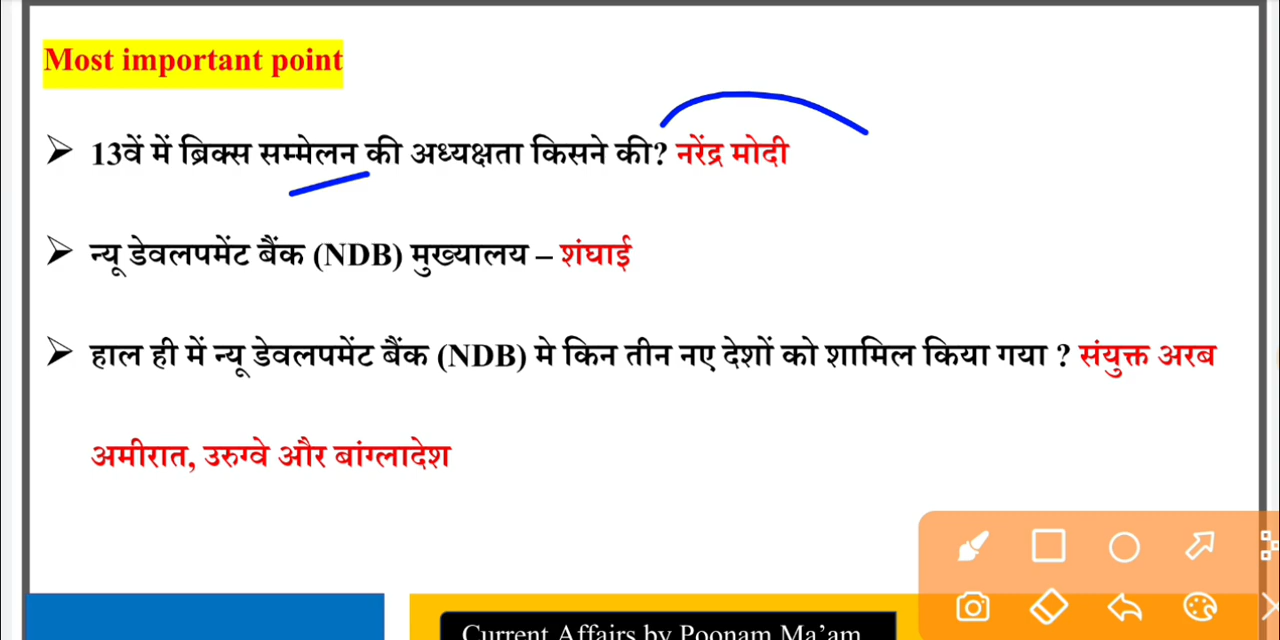 Most important point
13वें में ब्रिक्स सम्मेलन की अध्यक्षता किसने की? नरेंद्र मोदी
न्यू डेवलपमेंट बैंक (NDB) मुख्यालय – शंघाई
हाल ही में न्यू डेवलपमेंट बैंक (NDB) मे किन तीन नए देशों को शामिल किया गया ? संयुक्त अरब
अमीरात, उरुग्वे और बांग्लादेश
Current Affairs by Poonam Ma’am